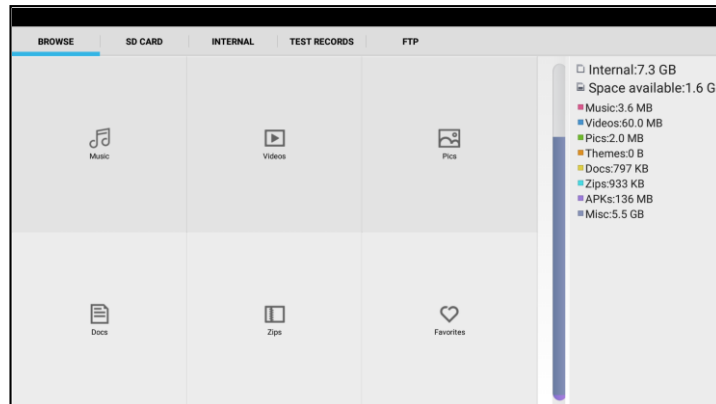 BROWSE SD CARD INTERNAL TEST RECORDS FTP
Music Videos Pics
Docs Zips Favorites
Internal:7.3 GB
Space available:1.6 G
Music:3.6 MB
Videos:60.0 MB
Pics:2.0 MB
Themes:0 B
Docs:797 KB
Zips:933 KB
APKs:136 MB
Misc:5.5 GB